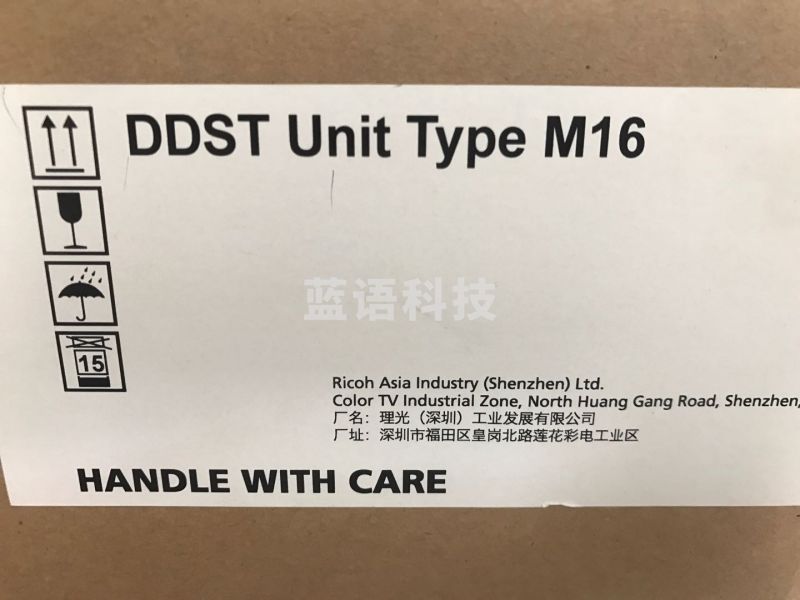 DDST Unit Type M16
蓝语科技
15
Ricoh Asia Industry (Shenzhen) Ltd.
Color TV Industrial Zone, North Huang Gang Road, Shenzhen,
厂名：理光（深圳）工业发展有限公司
厂址：深圳市福田区皇岗北路莲花彩电工业区
HANDLE WITH CARE